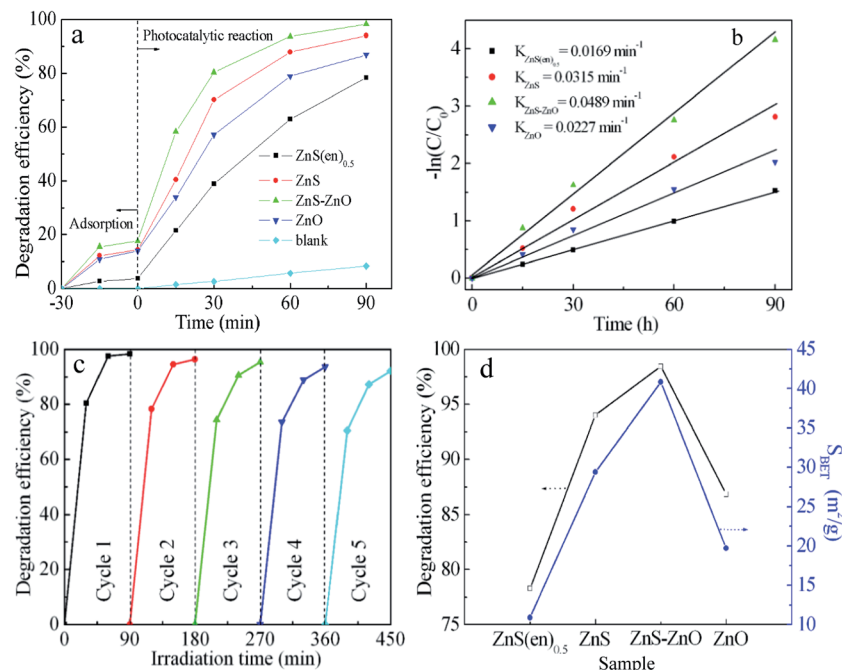 a
Photocatalytic reaction
Adsorption
ZnS(en)0.5
ZnS
ZnS-ZnO
ZnO
blank
Degradation efficiency (%)
100
80
60
40
20
0
-30
0
30
60
90
Time (min)
b
K ZnS(en)0.5 = 0.0169 min-1
K ZnS = 0.0315 min-1
K ZnS-ZnO = 0.0489 min-1
K ZnO = 0.0227 min-1
-ln(C/C0)
-4
-3
-2
-1
0
0
30
60
90
Time (h)
c
Degradation efficiency (%)
100
80
60
40
20
0
Cycle 1
Cycle 2
Cycle 3
Cycle 4
Cycle 5
0
90
180
270
360
450
Irradiation time (min)
d
Degradation efficiency (%)
100
95
90
85
80
75
45
40
35
30
25
20
15
10
SBET (m2/g)
ZnS(en)0.5
ZnS
ZnS-ZnO
ZnO
Sample